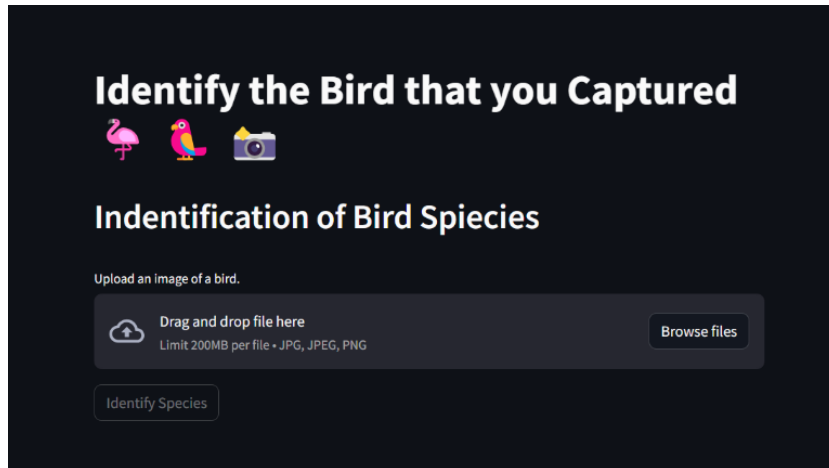 Identify the Bird that you Captured
🦩 🦜 📸
Indentification of Bird Spiecies
Upload an image of a bird.
Drag and drop file here
Limit 200MB per file • JPG, JPEG, PNG
Browse files
Identify Species